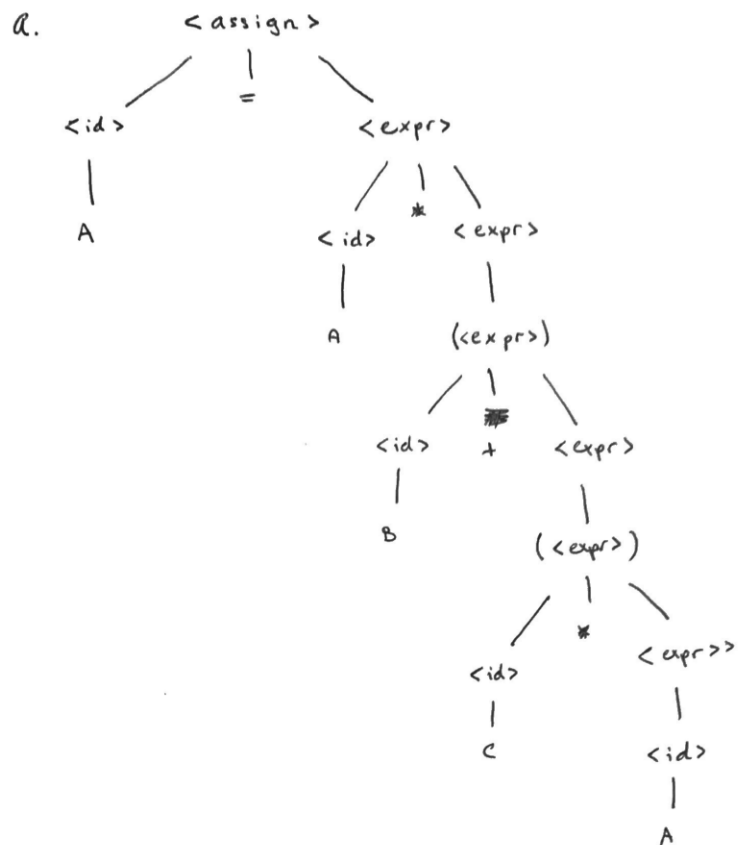 a. <assign>
=
<id> <expr>
A
*
<id> <expr>
A (<expr>)
<id> + <expr>
B
(<expr>)
*
<id> <expr>>
C <id>
A